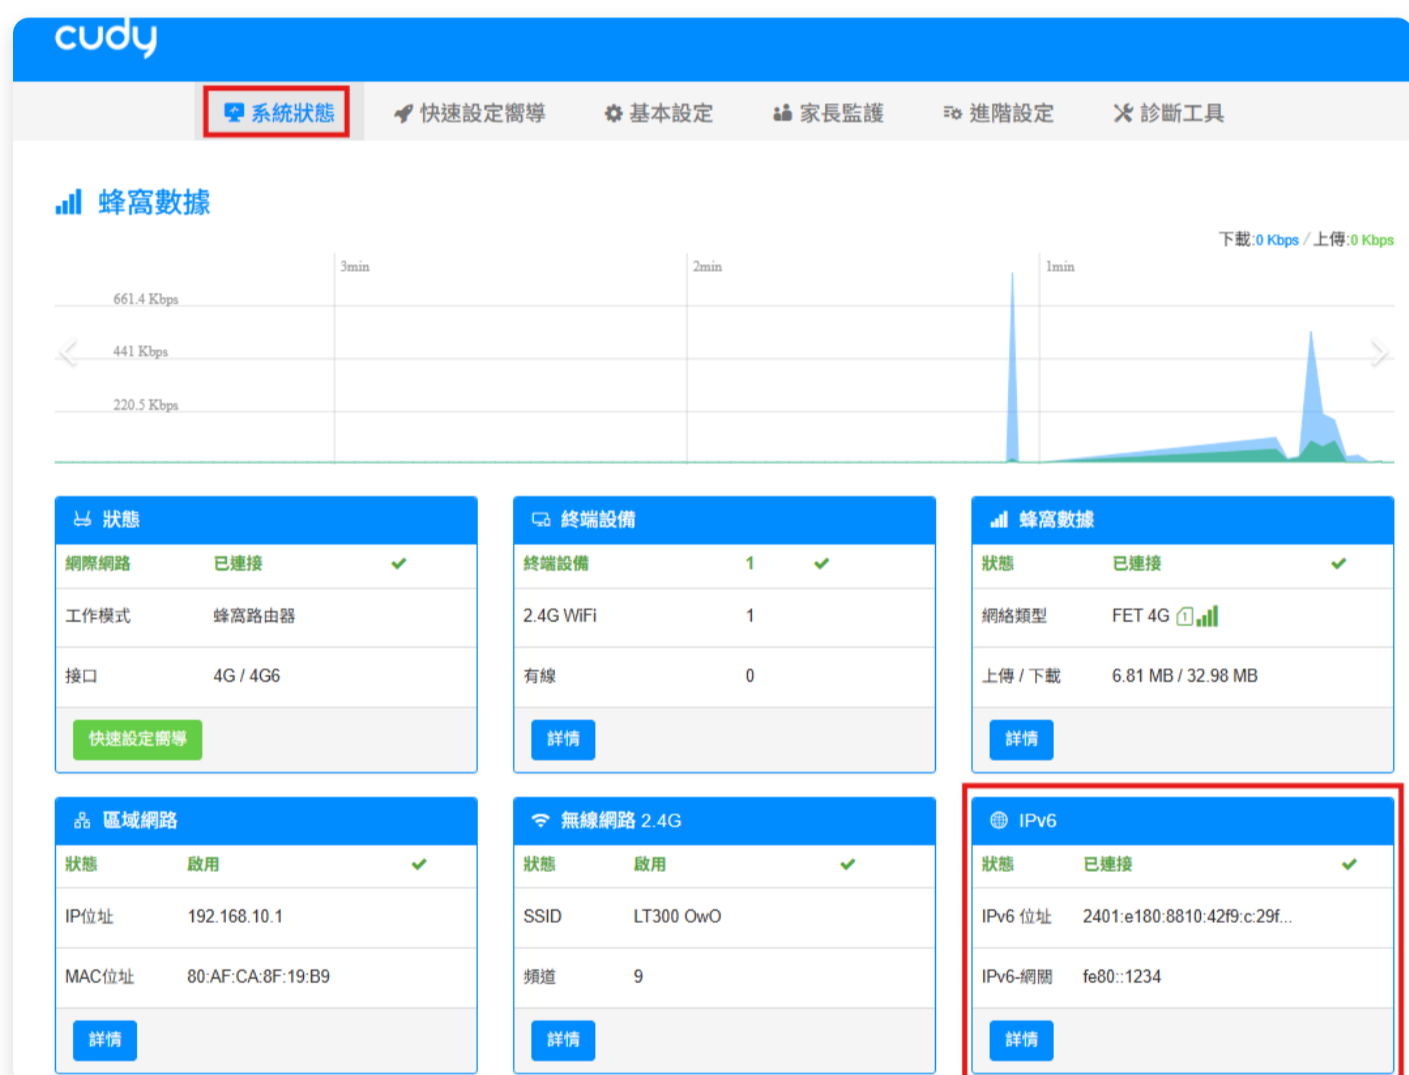 cudy
系統狀態 快速設定嚮導 基本設定 家長監護 進階設定 診斷工具
蜂窩數據
下載:0 Kbps / 上傳:0 Kbps
3min 2min 1min
661.4 Kbps
441 Kbps
220.5 Kbps
狀態
網際網路 已連接
工作模式 蜂窩路由器
接口 4G / 4G6
快速設定嚮導
終端設備
終端設備 1
2.4G WiFi 1
有線 0
詳情
蜂窩數據
狀態 已連接
網絡類型 FET 4G 1
上傳 / 下載 6.81 MB / 32.98 MB
詳情
區域網路
狀態 啟用
IP位址 192.168.10.1
MAC位址 80:AF:CA:8F:19:B9
詳情
無線網路 2.4G
狀態 啟用
SSID LT300 OwO
頻道 9
詳情
IPv6
狀態 已連接
IPv6 位址 2401:e180:8810:42f9:c:29f...
IPv6-網關 fe80::1234
詳情